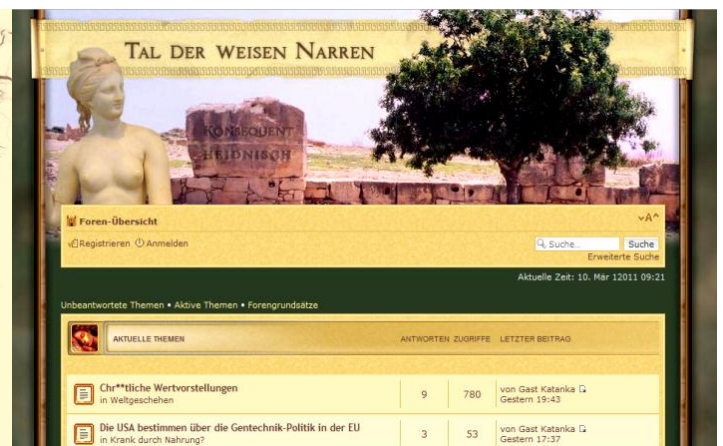 TAL DER WEISEN NARREN
KONSEQUENT
HEIDNISCH
Foren-Übersicht
A
Registrieren Anmelden
Suche... Suche
Erweiterte Suche
Aktuelle Zeit: 10. Mär 12011 09:21
Unbeantwortete Themen • Aktive Themen • Forengrundsätze
AKTUELLE THEMEN ANTWORTEN ZUGRIFFE LETZTER BEITRAG
Chr**tliche Wertvorstellungen
in Weltgeschehen
9 780 von Gast Katanka
Gestern 19:43
Die USA bestimmen über die Gentechnik-Politik in der EU
in Krank durch Nahrung?
3 53 von Gast Katanka
Gestern 17:37